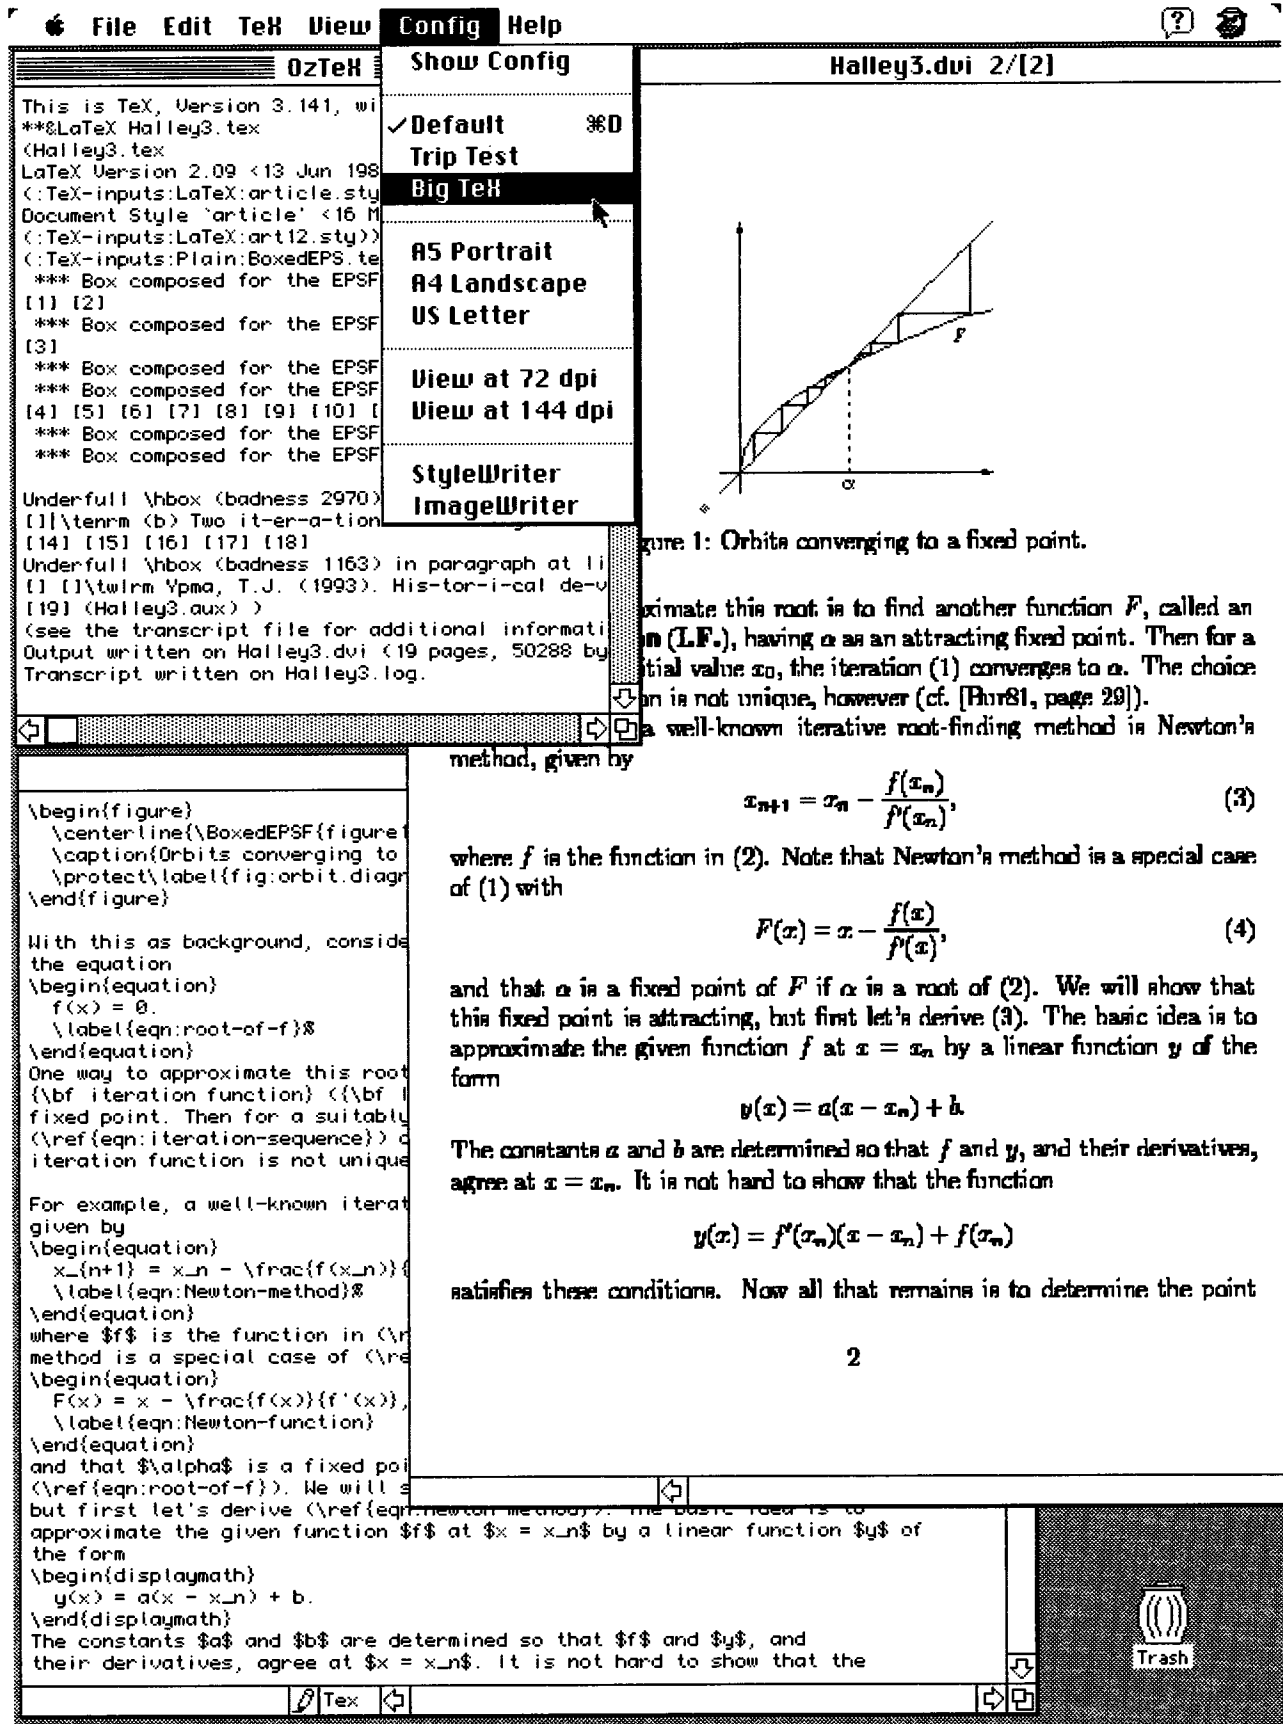 File Edit TeX View Config Help
OzTeX
This is TeX, Version 3.141, wi
**&LaTeX Halley3.tex
(Halley3.tex
LaTeX Version 2.09 <13 Jun 198
(:TeX-inputs:LaTeX:article.sty
Document Style `article' <16 M
(:TeX-inputs:LaTeX:art12.sty))
(:TeX-inputs:Plain:BoxedEPS.te
*** Box composed for the EPSF
[1] [2]
*** Box composed for the EPSF
[3]
*** Box composed for the EPSF
*** Box composed for the EPSF
[4] [5] [6] [7] [8] [9] [10] [
*** Box composed for the EPSF
*** Box composed for the EPSF
Underfull \hbox (badness 2970)
[][\tenrm (b) Two it-er-a-tion
[14] [15] [16] [17] [18]
Underfull \hbox (badness 1163) in paragraph at li
[] []\twlrm Ypma, T.J. (1993). His-tor-i-cal de-v
[19] (Halley3.aux) )
(see the transcript file for additional informati
Output written on Halley3.dvi (19 pages, 50288 by
Transcript written on Halley3.log.
Show Config
✓Default ⌘D
Trip Test
Big TeX
A5 Portrait
A4 Landscape
US Letter
View at 72 dpi
View at 144 dpi
StyleWriter
ImageWriter
Halley3.dvi 2/[2]
F
α
gure 1: Orbits converging to a fixed point.
ximate this root is to find another function F, called an
m (I.F.), having α as an attracting fixed point. Then for a
itial value x₀, the iteration (1) converges to α. The choice
n is not unique, however (cf. [Bur81, page 29]).
a well-known iterative root-finding method is Newton's
method, given by
xₙ₊₁ = xₙ − f(xₙ)/f′(xₙ), (3)
where f is the function in (2). Note that Newton's method is a special case
of (1) with
F(x) = x − f(x)/f′(x), (4)
and that α is a fixed point of F if α is a root of (2). We will show that
this fixed point is attracting, but first let's derive (3). The basic idea is to
approximate the given function f at x = xₙ by a linear function y of the
form
y(x) = a(x − xₙ) + b.
The constants a and b are determined so that f and y, and their derivatives,
agree at x = xₙ. It is not hard to show that the function
y(x) = f′(xₙ)(x − xₙ) + f(xₙ)
satisfies these conditions. Now all that remains is to determine the point
2
\begin{figure}
\centerline{\BoxedEPSF{figure1
\caption{Orbits converging to
\protect\label{fig:orbit.diagr
\end{figure}
With this as background, conside
the equation
\begin{equation}
f(x) = 0.
\label{eqn:root-of-f}%
\end{equation}
One way to approximate this root
{\bf iteration function} ({\bf I
fixed point. Then for a suitably
(\ref{eqn:iteration-sequence}) c
iteration function is not unique
For example, a well-known iterat
given by
\begin{equation}
x_{n+1} = x_n - \frac{f(x_n)}{
\label{eqn:Newton-method}%
\end{equation}
where $f$ is the function in (\r
method is a special case of (\re
\begin{equation}
F(x) = x - \frac{f(x)}{f'(x)},
\label{eqn:Newton-function}
\end{equation}
and that $\alpha$ is a fixed poi
(\ref{eqn:root-of-f}). We will s
but first let's derive (\ref{eqn:newton-method}). The basic idea is to
approximate the given function $f$ at $x = x_n$ by a linear function $y$ of
the form
\begin{displaymath}
y(x) = a(x - x_n) + b.
\end{displaymath}
The constants $a$ and $b$ are determined so that $f$ and $y$, and
their derivatives, agree at $x = x_n$. It is not hard to show that the
Tex
Trash